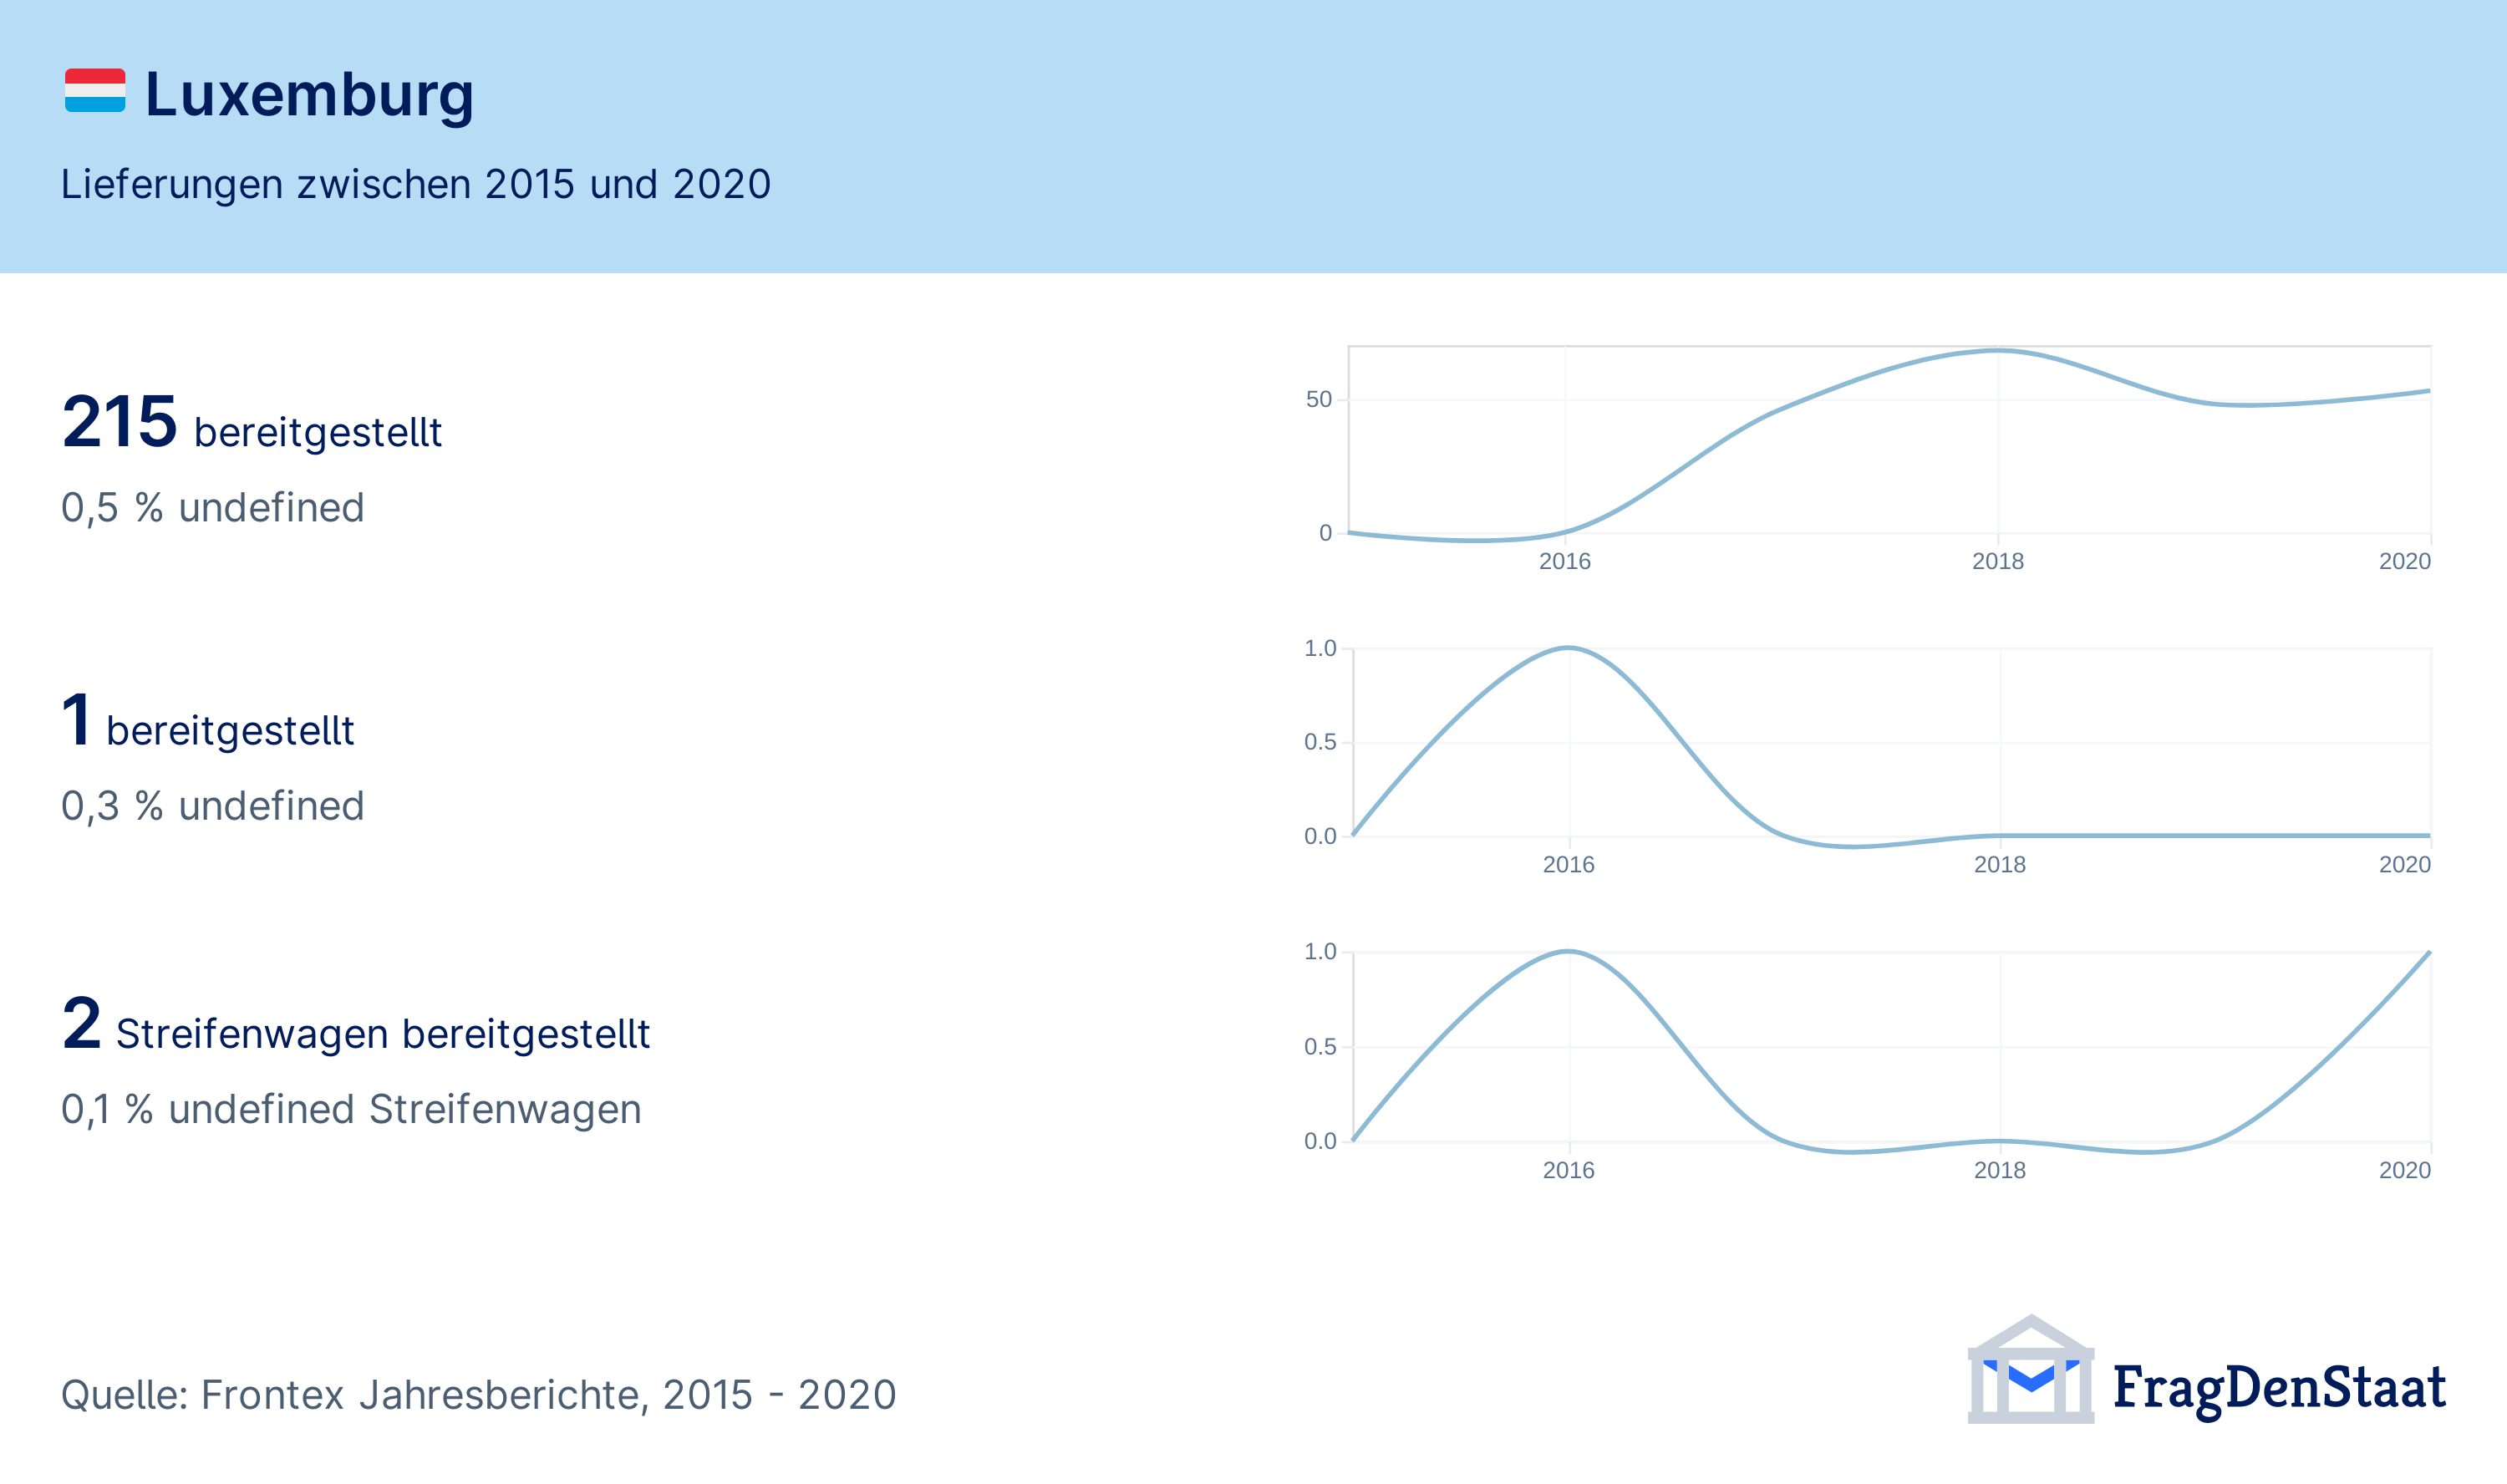 Luxemburg
Lieferungen zwischen 2015 und 2020
215 bereitgestellt
0,5 % undefined
50
0
2016 2018 2020
1 bereitgestellt
0,3 % undefined
1.0
0.5
0.0
2016 2018 2020
2 Streifenwagen bereitgestellt
0,1 % undefined Streifenwagen
1.0
0.5
0.0
2016 2018 2020
Quelle: Frontex Jahresberichte, 2015 - 2020
FragDenStaat